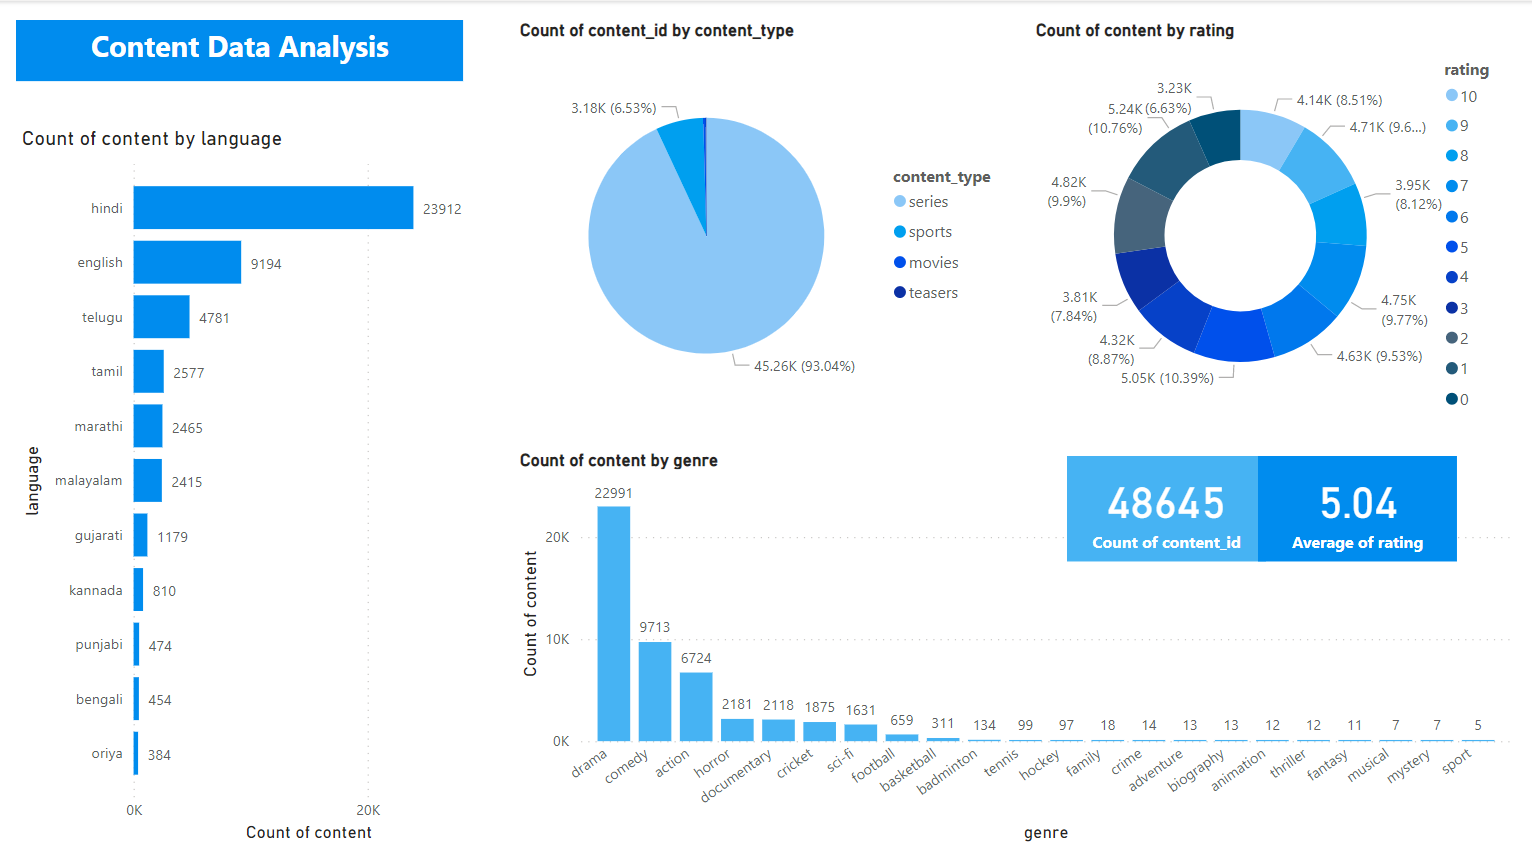 Content Data Analysis
Count of content by language
hindi 23912
english 9194
telugu 4781
tamil 2577
marathi 2465
malayalam 2415
gujarati 1179
kannada 810
punjabi 474
bengali 454
oriya 384
language
0K 20K
Count of content
Count of content_id by content_type
3.18K (6.53%)
45.26K (93.04%)
content_type
series
sports
movies
teasers
Count of content by rating
4.14K (8.51%)
4.71K (9.6...)
3.95K
(8.12%)
4.75K
(9.77%)
4.63K (9.53%)
5.05K (10.39%)
4.32K
(8.87%)
3.81K
(7.84%)
4.82K
(9.9%)
5.24K
(10.76%)
3.23K
(6.63%)
rating
10
9
8
7
6
5
4
3
2
1
0
Count of content by genre
48645
Count of content_id
5.04
Average of rating
Count of content
20K
10K
0K
22991 9713 6724 2181 2118 1875 1631 659 311 134 99 97 18 14 13 13 12 12 11 7 7 5
drama comedy action horror documentary cricket sci-fi football basketball badminton tennis hockey family crime adventure biography animation thriller fantasy musical mystery sport
genre